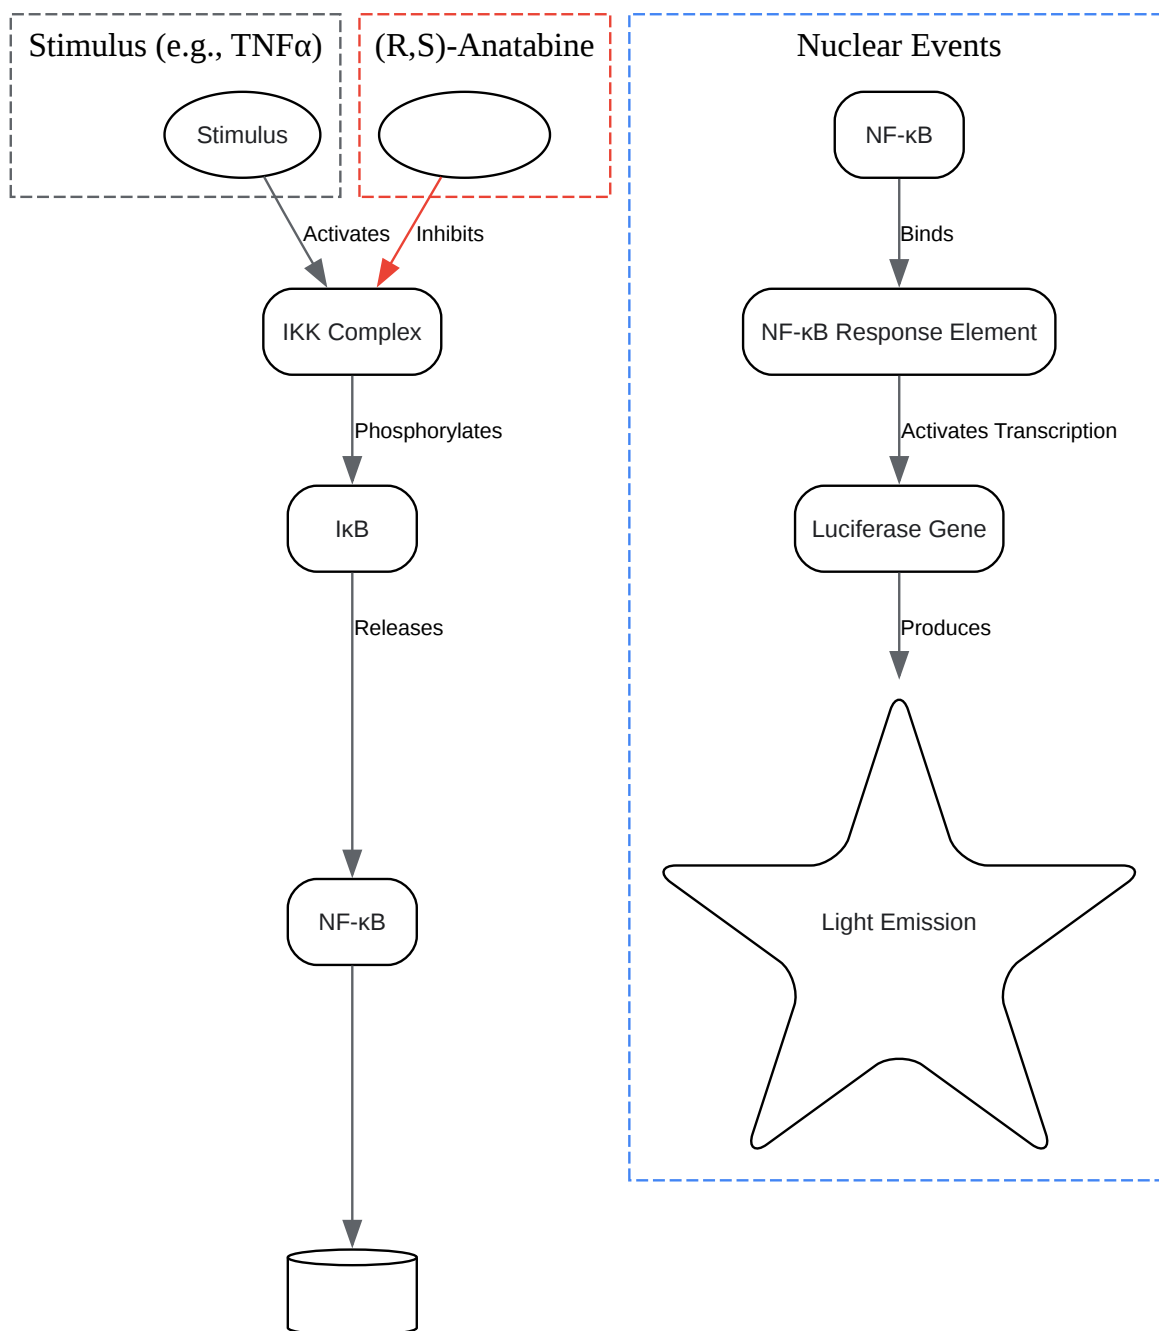 Stimulus (e.g., TNFα)
Stimulus
(R,S)-Anatabine
Activates
Inhibits
IKK Complex
Phosphorylates
IκB
Releases
NF-κB
Nuclear Events
NF-κB
Binds
NF-κB Response Element
Activates Transcription
Luciferase Gene
Produces
Light Emission